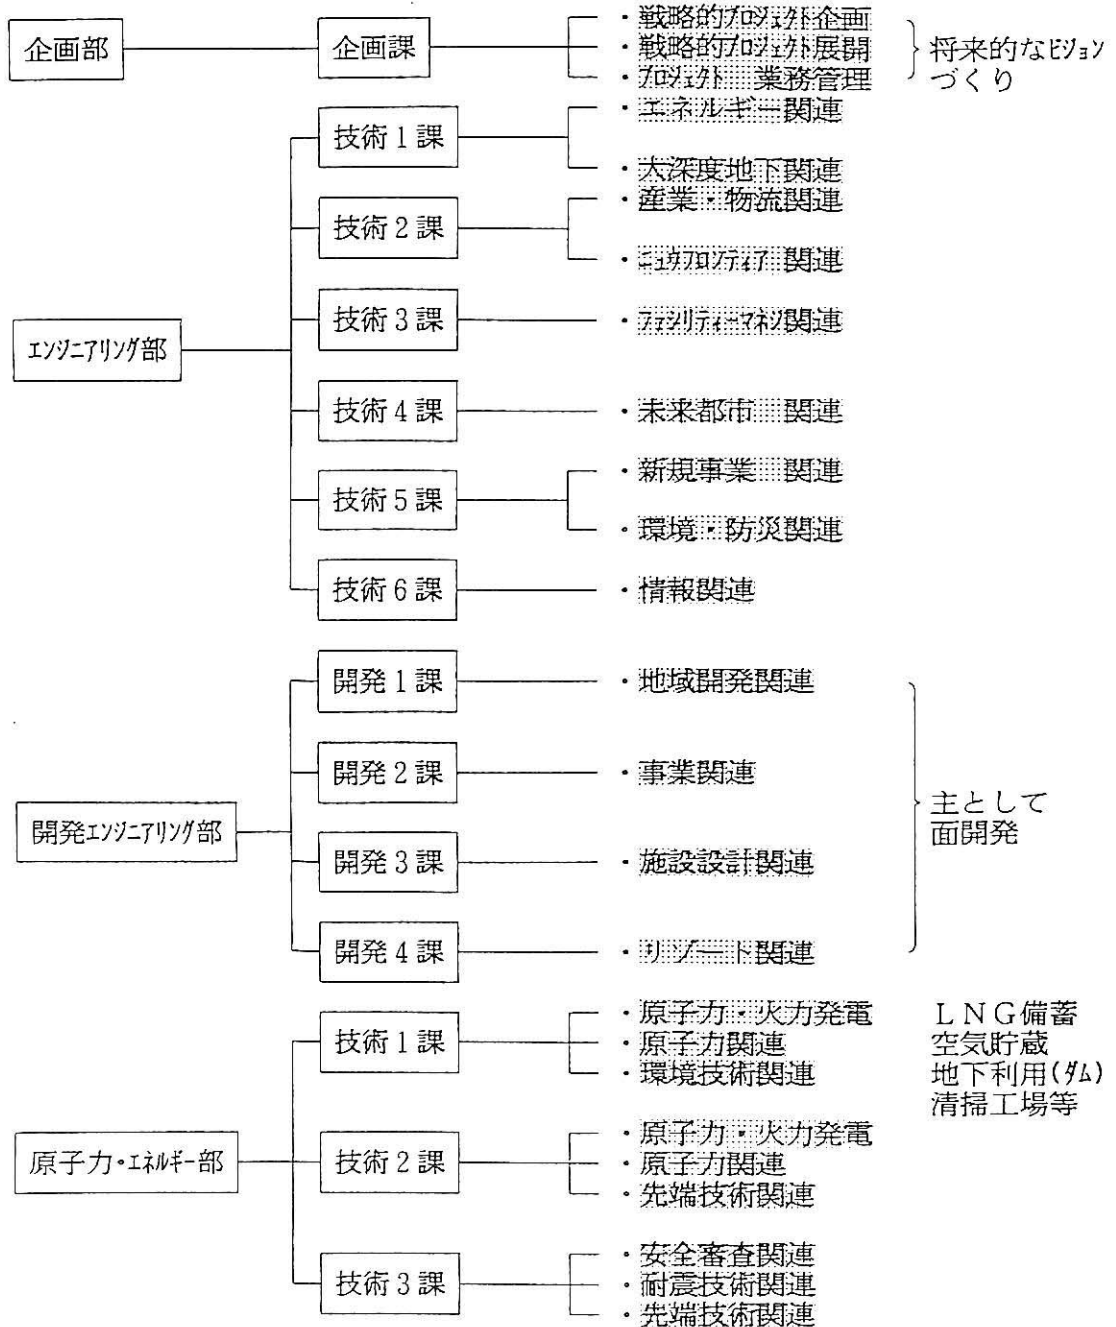 企画部
企画課
・戦略的ﾌﾟﾛｼﾞｪｸﾄ企画
・戦略的ﾌﾟﾛｼﾞｪｸﾄ展開
・ﾌﾟﾛｼﾞｪｸﾄ 業務管理
将来的なﾋﾞｼﾞｮﾝ
づくり
エンジニアリング部
技術1課
・エネルギー関連
・大深度地下関連
技術2課
・産業・物流関連
・ﾆｭｳﾌﾛﾝﾃｨｱ 関連
技術3課
・ﾌｧｼﾘﾃｨｰﾏﾈｼﾞ関連
技術4課
・未来都市 関連
技術5課
・新規事業 関連
・環境・防災関連
技術6課
・情報関連
開発ｴﾝｼﾞﾆｱﾘﾝｸﾞ部
開発1課
・地域開発関連
開発2課
・事業関連
開発3課
・施設設計関連
開発4課
・リゾート関連
主として
面開発
原子力・ｴﾈﾙｷﾞｰ部
技術1課
・原子力・火力発電
・原子力関連
・環境技術関連
ＬＮＧ備蓄
空気貯蔵
地下利用(ﾀﾞﾑ)
清掃工場等
技術2課
・原子力・火力発電
・原子力関連
・先端技術関連
技術3課
・安全審査関連
・耐震技術関連
・先端技術関連